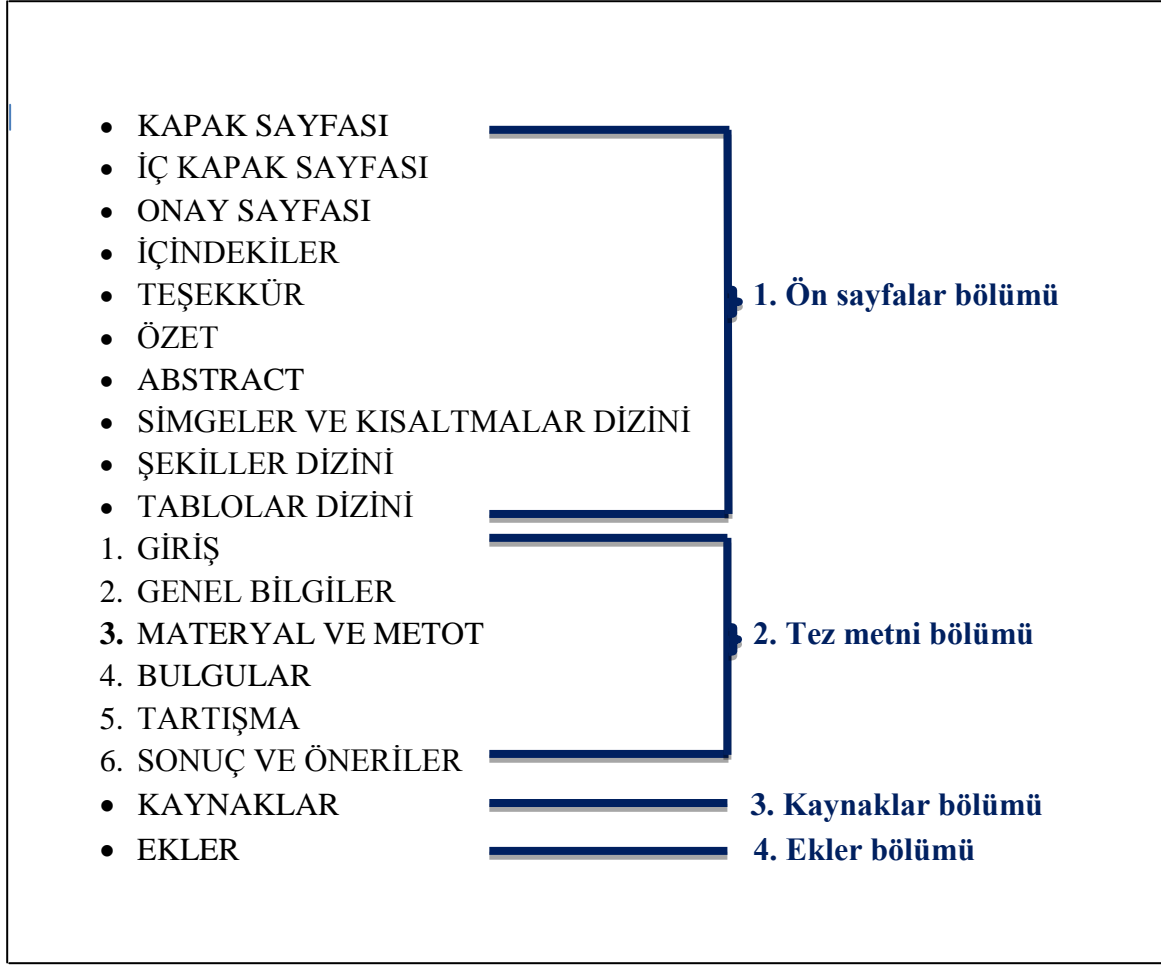 • KAPAK SAYFASI
• İÇ KAPAK SAYFASI
• ONAY SAYFASI
• İÇİNDEKİLER
• TEŞEKKÜR 1. Ön sayfalar bölümü
• ÖZET
• ABSTRACT
• SİMGELER VE KISALTMALAR DİZİNİ
• ŞEKİLLER DİZİNİ
• TABLOLAR DİZİNİ
1. GİRİŞ
2. GENEL BİLGİLER
3. MATERYAL VE METOT 2. Tez metni bölümü
4. BULGULAR
5. TARTIŞMA
6. SONUÇ VE ÖNERİLER
• KAYNAKLAR 3. Kaynaklar bölümü
• EKLER 4. Ekler bölümü